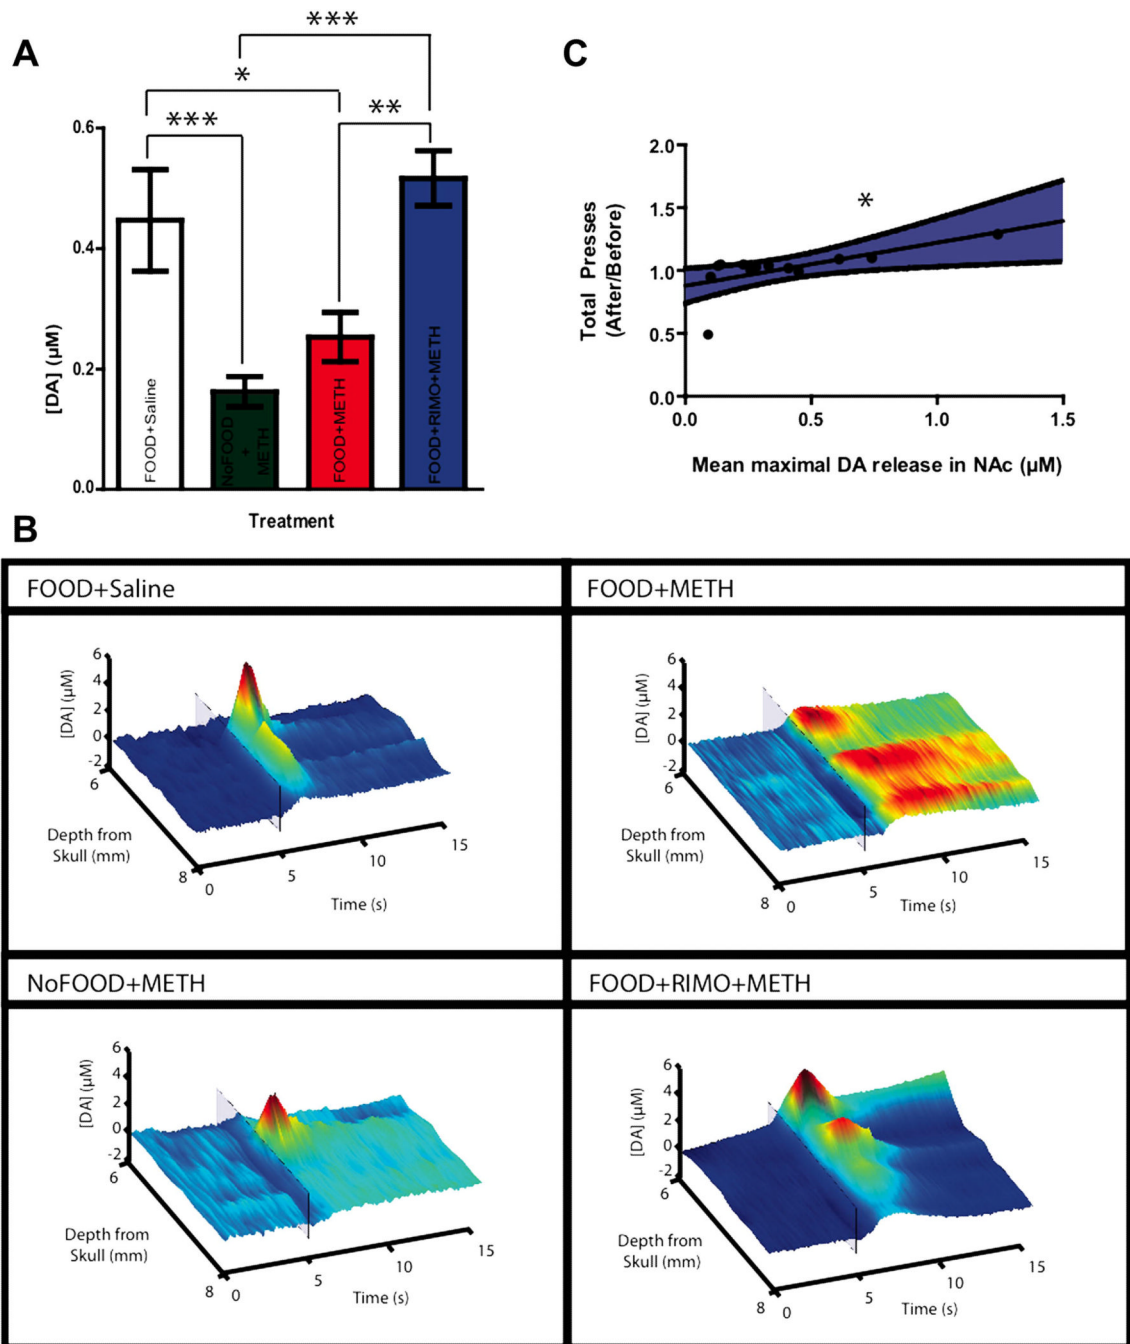 A
***
*
***
**
0.6
0.4
0.2
0.0
[DA] (µM)
FOOD+Saline
NoFOOD
+
METH
FOOD+METH
FOOD+RIMO+METH
Treatment
C
*
2.0
1.5
1.0
0.5
0.0
Total Presses
(After/Before)
0.0 0.5 1.0 1.5
Mean maximal DA release in NAc (µM)
B
FOOD+Saline
6
4
2
0
-2
[DA] (µM)
6
8
Depth from
Skull (mm)
0 5 10 15
Time (s)
FOOD+METH
6
4
2
0
-2
[DA] (µM)
6
8
Depth from
Skull (mm)
0 5 10 15
Time (s)
NoFOOD+METH
6
4
2
0
-2
[DA] (µM)
6
8
Depth from
Skull (mm)
0 5 10 15
Time (s)
FOOD+RIMO+METH
6
4
2
0
-2
[DA] (µM)
6
8
Depth from
Skull (mm)
0 5 10 15
Time (s)